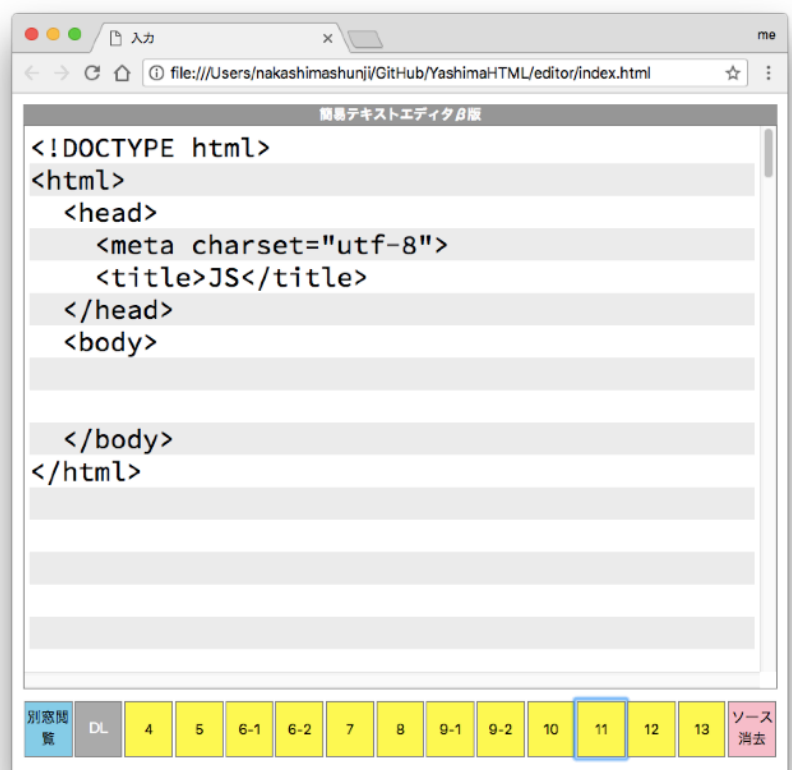 入力
me
file:///Users/nakashimashunji/GitHub/YashimaHTML/editor/index.html
簡易テキストエディタβ版
<!DOCTYPE html>
<html>
  <head>
    <meta charset="utf-8">
    <title>JS</title>
  </head>
  <body>
  </body>
</html>
別窓閲覧 DL 4 5 6-1 6-2 7 8 9-1 9-2 10 11 12 13 ソース消去